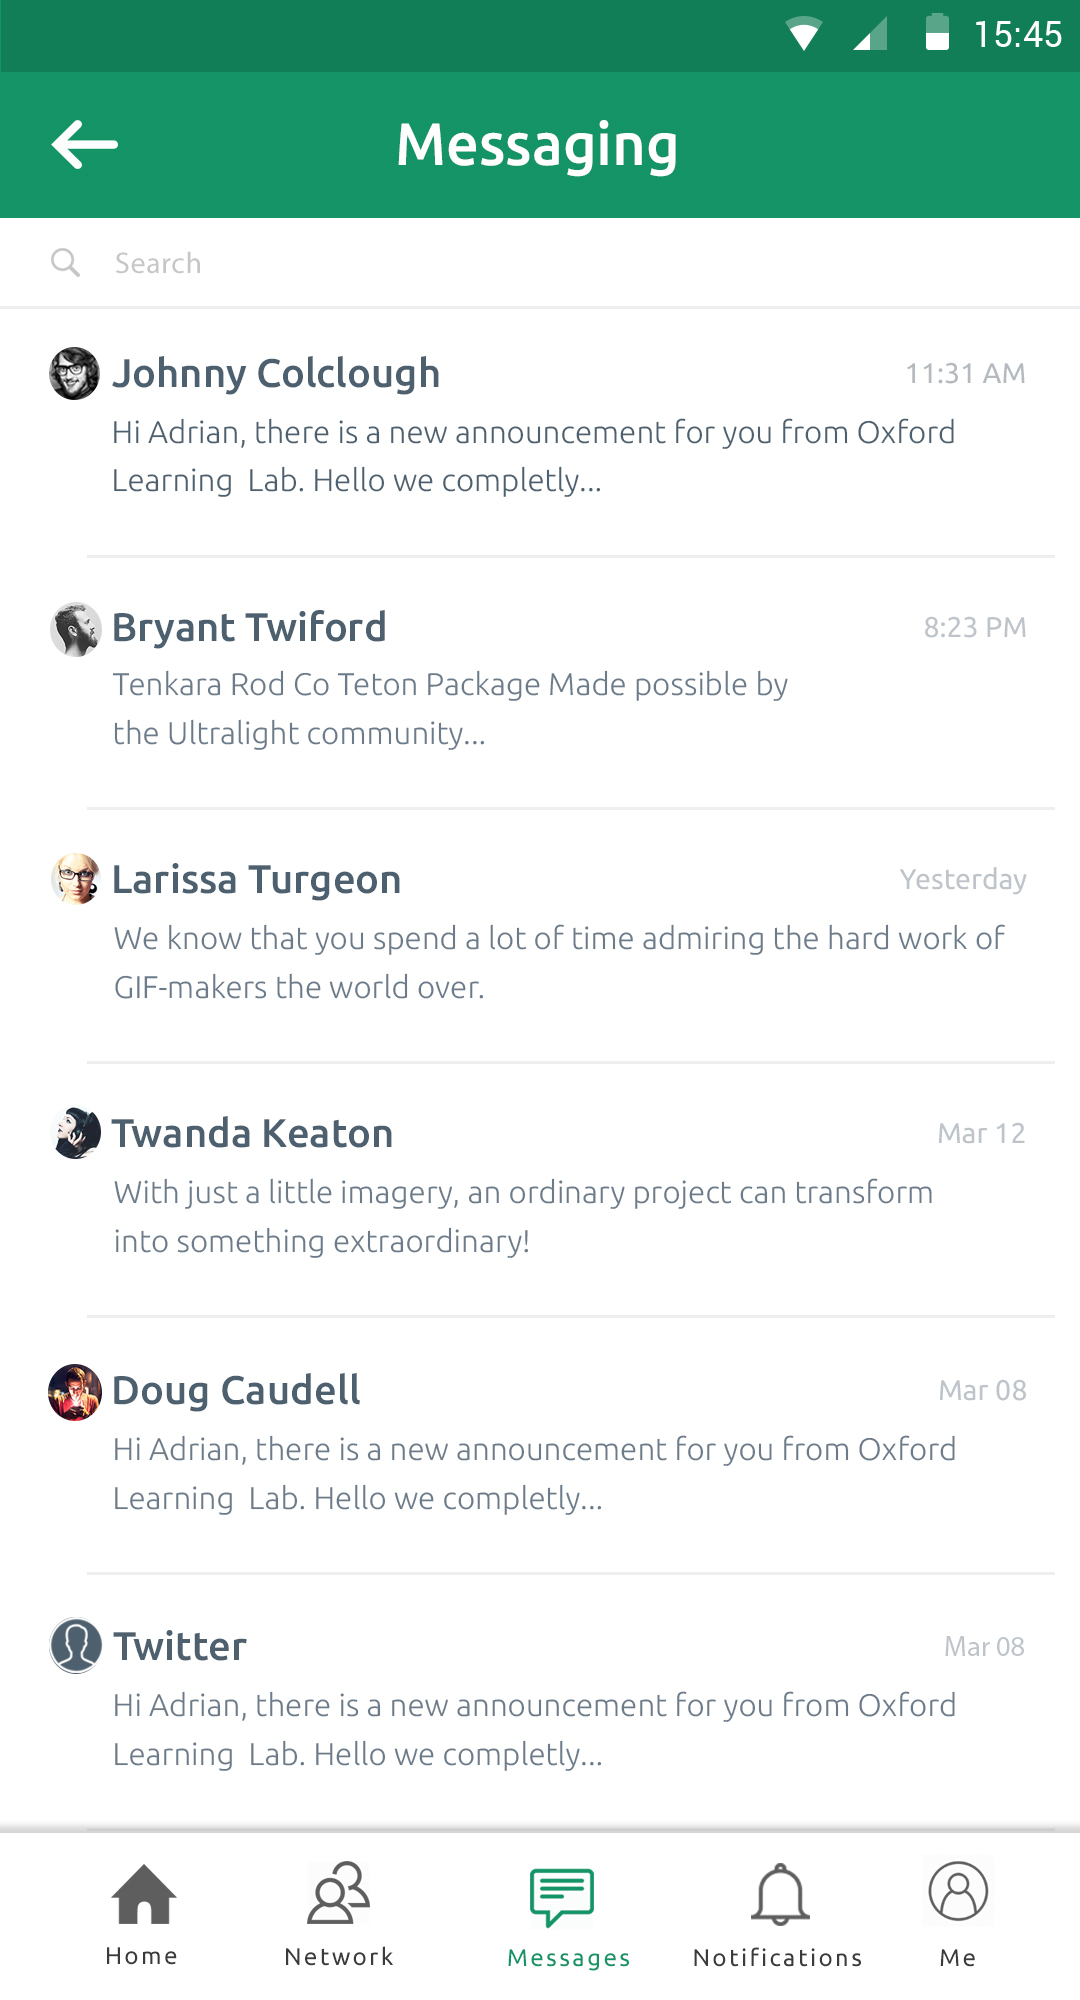 15:45
Messaging
Search
Johnny Colclough
11:31 AM
Hi Adrian, there is a new announcement for you from Oxford
Learning  Lab. Hello we completly...
Bryant Twiford
8:23 PM
Tenkara Rod Co Teton Package Made possible by
the Ultralight community...
Larissa Turgeon
Yesterday
We know that you spend a lot of time admiring the hard work of
GIF-makers the world over.
Twanda Keaton
Mar 12
With just a little imagery, an ordinary project can transform
into something extraordinary!
Doug Caudell
Mar 08
Hi Adrian, there is a new announcement for you from Oxford
Learning  Lab. Hello we completly...
Twitter
Mar 08
Hi Adrian, there is a new announcement for you from Oxford
Learning  Lab. Hello we completly...
Home
Network
Messages
Notifications
Me